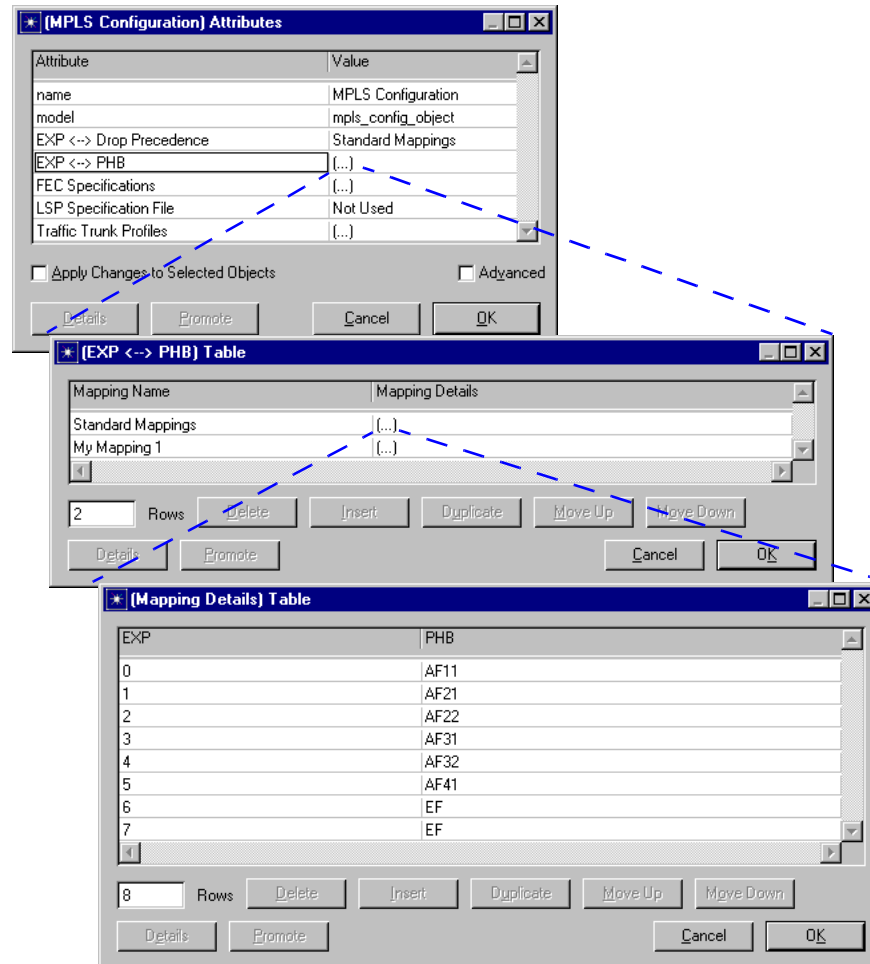 (MPLS Configuration) Attributes
Attribute Value
name MPLS Configuration
model mpls_config_object
EXP <--> Drop Precedence Standard Mappings
EXP <--> PHB (...)
FEC Specifications (...)
LSP Specification File Not Used
Traffic Trunk Profiles (...)
Apply Changes to Selected Objects Advanced
Details Promote Cancel OK
(EXP <--> PHB) Table
Mapping Name Mapping Details
Standard Mappings (...)
My Mapping 1 (...)
2 Rows Delete Insert Duplicate Move Up Move Down
Details Promote Cancel OK
(Mapping Details) Table
EXP PHB
0 AF11
1 AF21
2 AF22
3 AF31
4 AF32
5 AF41
6 EF
7 EF
8 Rows Delete Insert Duplicate Move Up Move Down
Details Promote Cancel OK